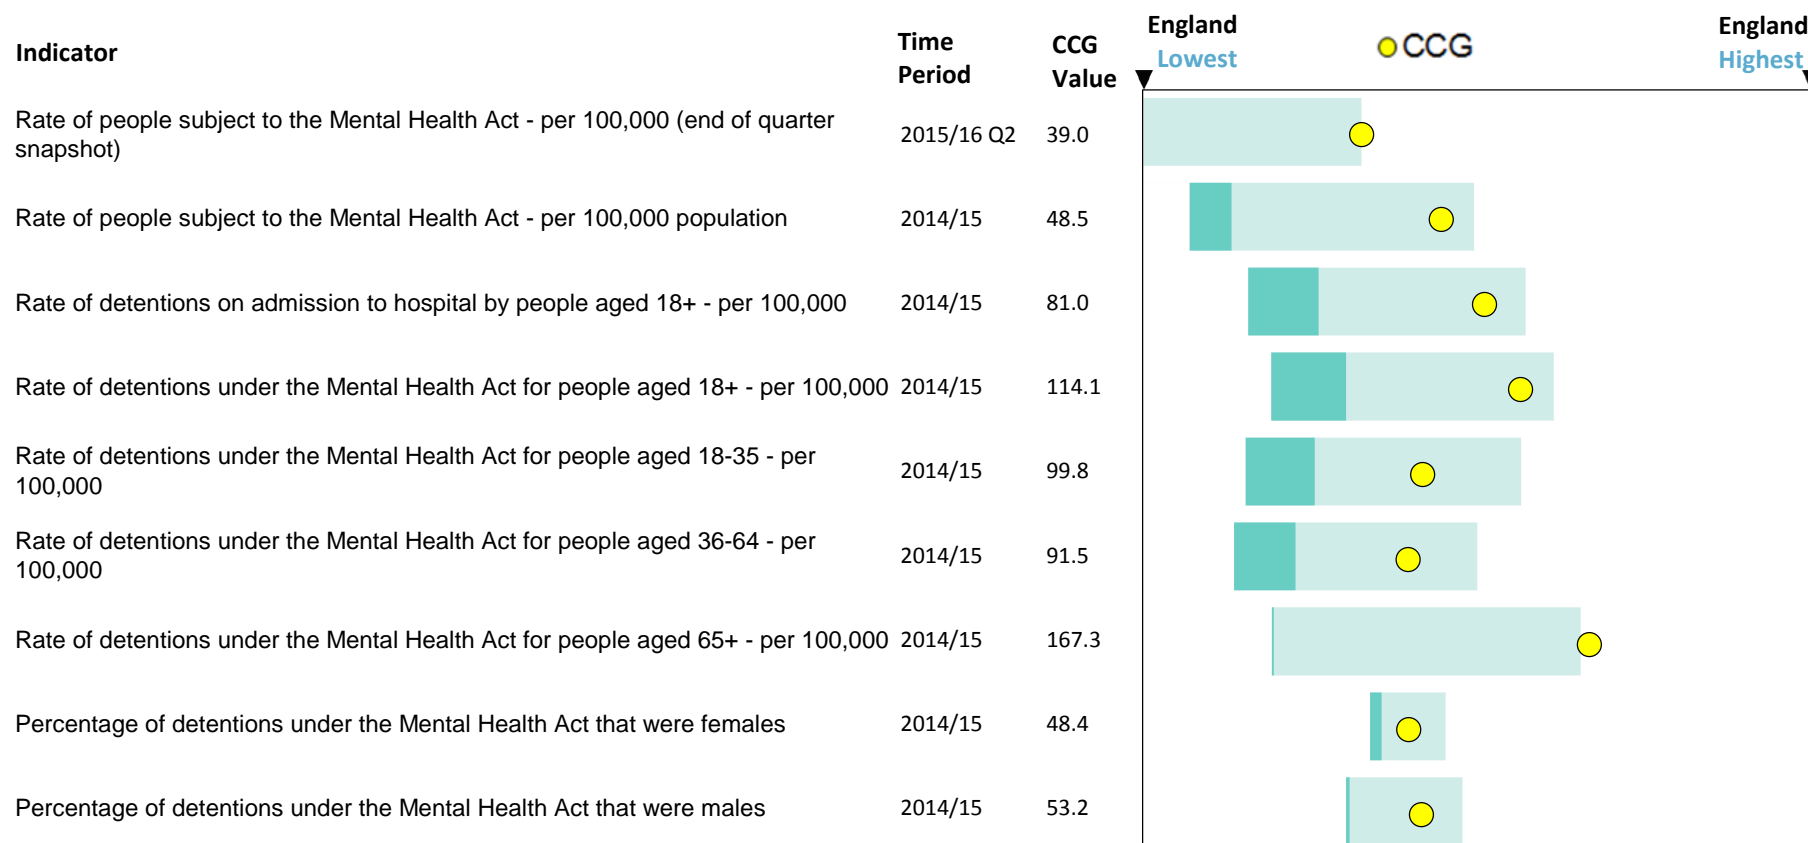 Indicator
Time Period
CCG Value
England Lowest
CCG
England Highest
Rate of people subject to the Mental Health Act - per 100,000 (end of quarter
snapshot)
2015/16 Q2
39.0
Rate of people subject to the Mental Health Act - per 100,000 population
2014/15
48.5
Rate of detentions on admission to hospital by people aged 18+ - per 100,000
2014/15
81.0
Rate of detentions under the Mental Health Act for people aged 18+ - per 100,000
2014/15
114.1
Rate of detentions under the Mental Health Act for people aged 18-35 - per
100,000
2014/15
99.8
Rate of detentions under the Mental Health Act for people aged 36-64 - per
100,000
2014/15
91.5
Rate of detentions under the Mental Health Act for people aged 65+ - per 100,000
2014/15
167.3
Percentage of detentions under the Mental Health Act that were females
2014/15
48.4
Percentage of detentions under the Mental Health Act that were males
2014/15
53.2